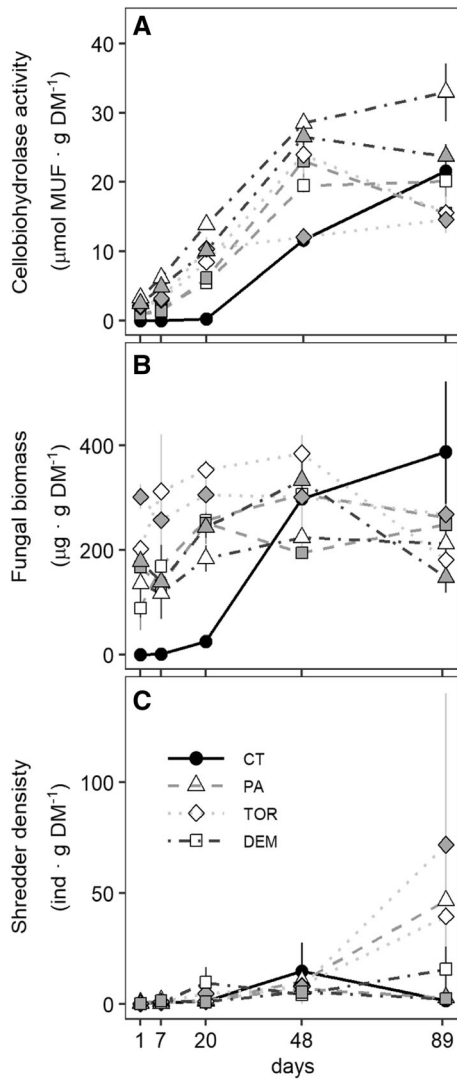 A
Cellobiohydrolase activity
(μmol MUF · g DM⁻¹)
40
30
20
10
0
B
Fungal biomass
(μg · g DM⁻¹)
400
200
0
C
Shredder densisty
(ind · g DM⁻¹)
100
50
0
CT
PA
TOR
DEM
1 7 20 48 89
days